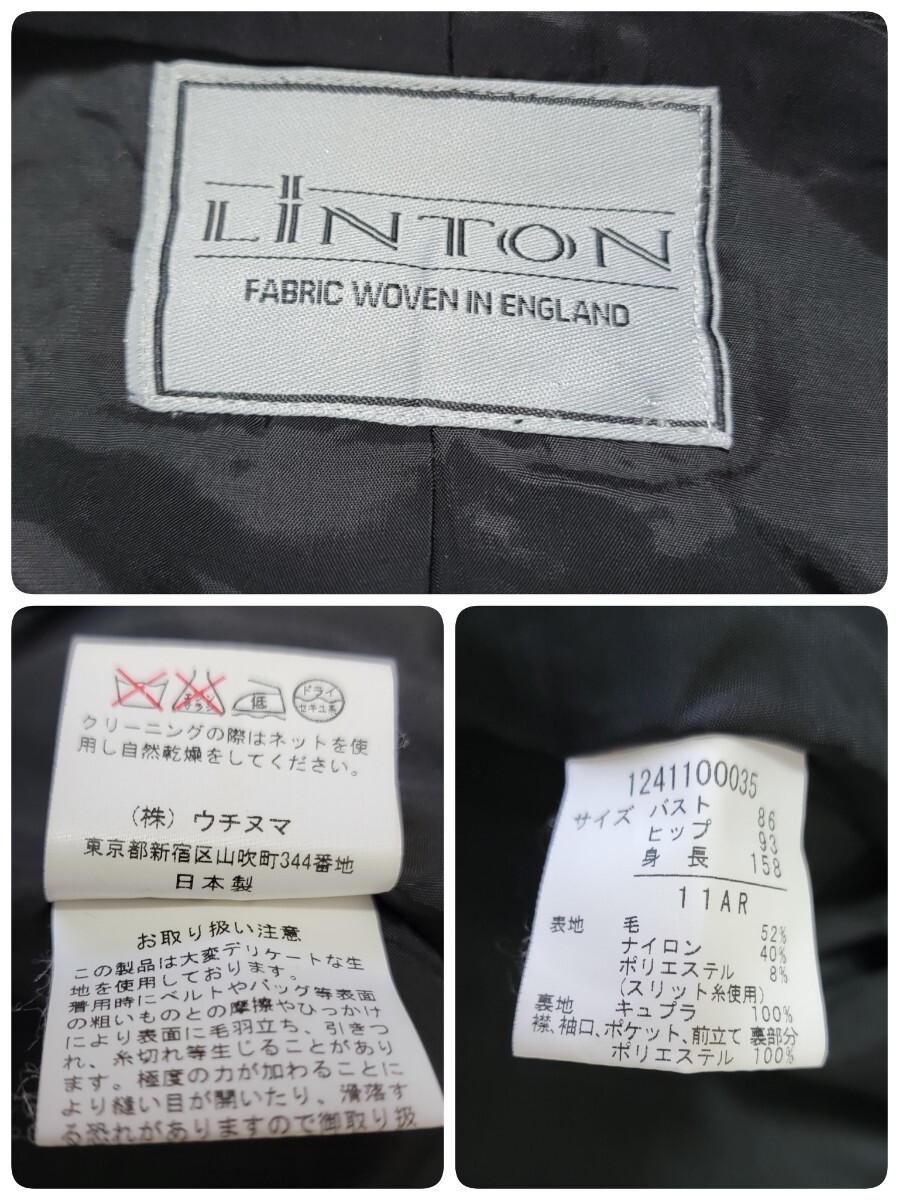 LINTON
FABRIC WOVEN IN ENGLAND
低
ドライ
セキユ系
クリーニングの際はネットを使
用し自然乾燥をしてください。
(株) ウチヌマ
東京都新宿区山吹町344番地
日本製
お取り扱い注意
この製品は大変デリケートな生
地を使用しております。
着用時にベルトやバッグ等表面
の粗いものとの摩擦やひっかけ
により表面に毛羽立ち、引きつ
れ、糸切れ等生じることがあり
ます。極度の力が加わることに
より縫い目が開いたり、滑落す
る恐れがありますので御取り扱
1241100035
サイズ バスト 86
ヒップ 93
身長 158
11AR
表地 毛 52%
ナイロン 40%
ポリエステル 8%
(スリット糸使用)
裏地 キュプラ 100%
襟、袖口、ポケット、前立て 裏部分
ポリエステル 100%